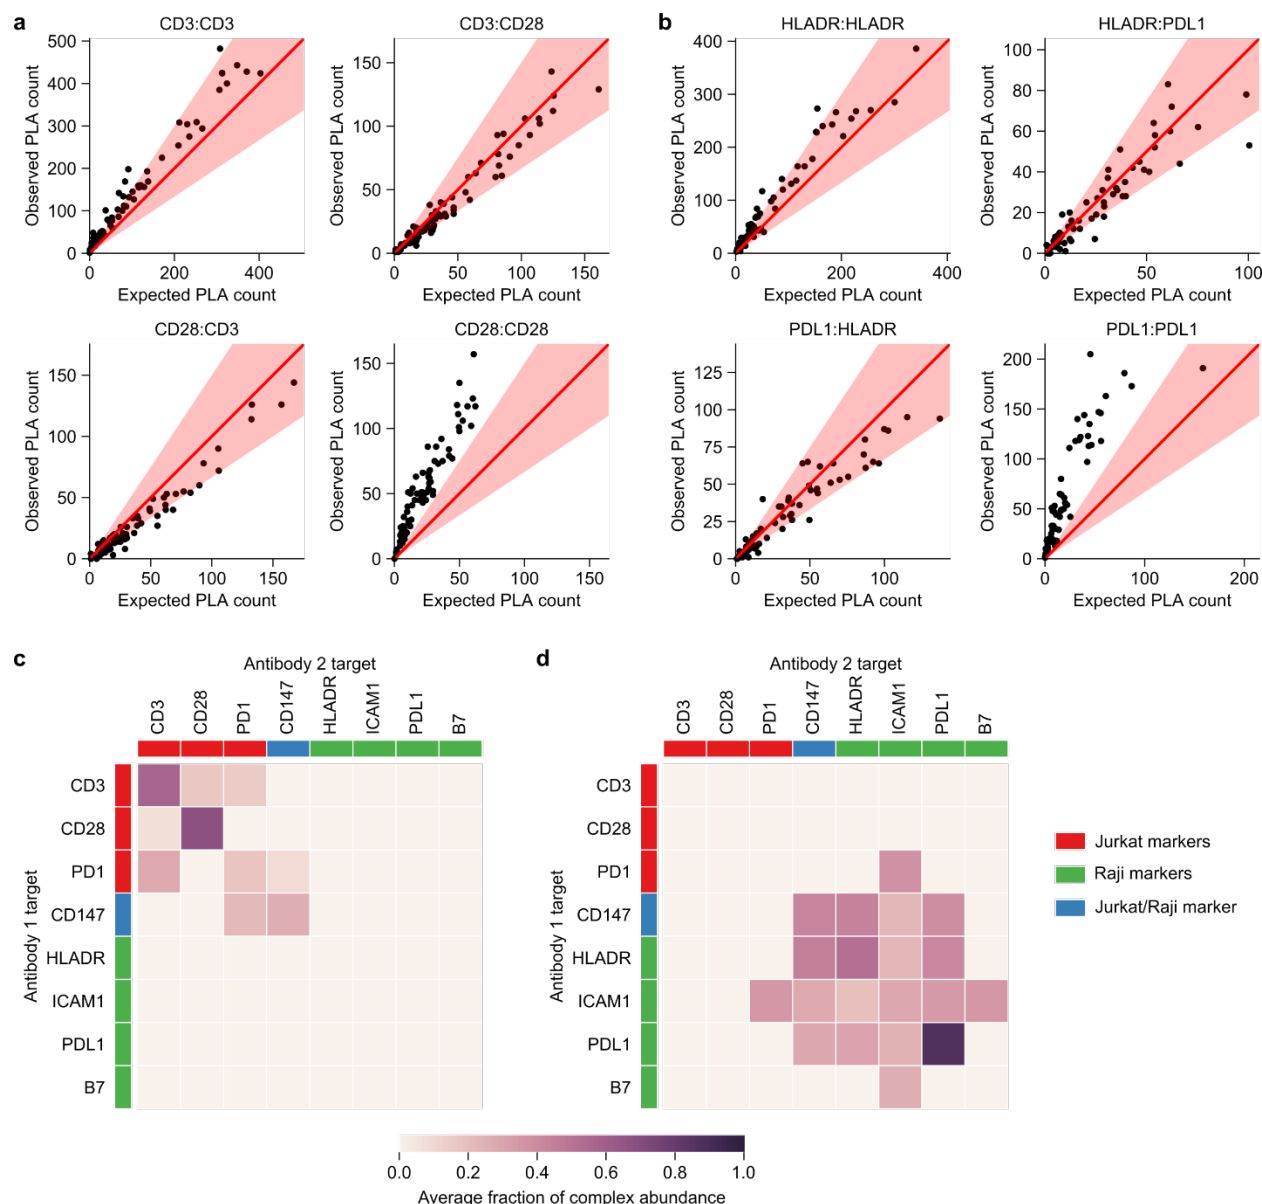 a
b
CD3:CD3
CD3:CD28
HLADR:HLADR
HLADR:PDL1
Observed PLA count
500
400
300
200
100
0
0 200 400
Expected PLA count
Observed PLA count
150
100
50
0
0 50 100 150
Expected PLA count
Observed PLA count
400
300
200
100
0
0 200 400
Expected PLA count
Observed PLA count
100
80
60
40
20
0
0 50 100
Expected PLA count
CD28:CD3
CD28:CD28
PDL1:HLADR
PDL1:PDL1
Observed PLA count
150
100
50
0
0 50 100 150
Expected PLA count
Observed PLA count
150
100
50
0
0 50 100 150
Expected PLA count
Observed PLA count
125
100
75
50
25
0
0 50 100
Expected PLA count
Observed PLA count
200
150
100
50
0
0 100 200
Expected PLA count
c
Antibody 2 target
CD3
CD28
PD1
CD147
HLADR
ICAM1
PDL1
B7
Antibody 1 target
CD3
CD28
PD1
CD147
HLADR
ICAM1
PDL1
B7
d
Antibody 2 target
CD3
CD28
PD1
CD147
HLADR
ICAM1
PDL1
B7
Antibody 1 target
CD3
CD28
PD1
CD147
HLADR
ICAM1
PDL1
B7
Jurkat markers
Raji markers
Jurkat/Raji marker
0.0 0.2 0.4 0.6 0.8 1.0
Average fraction of complex abundance